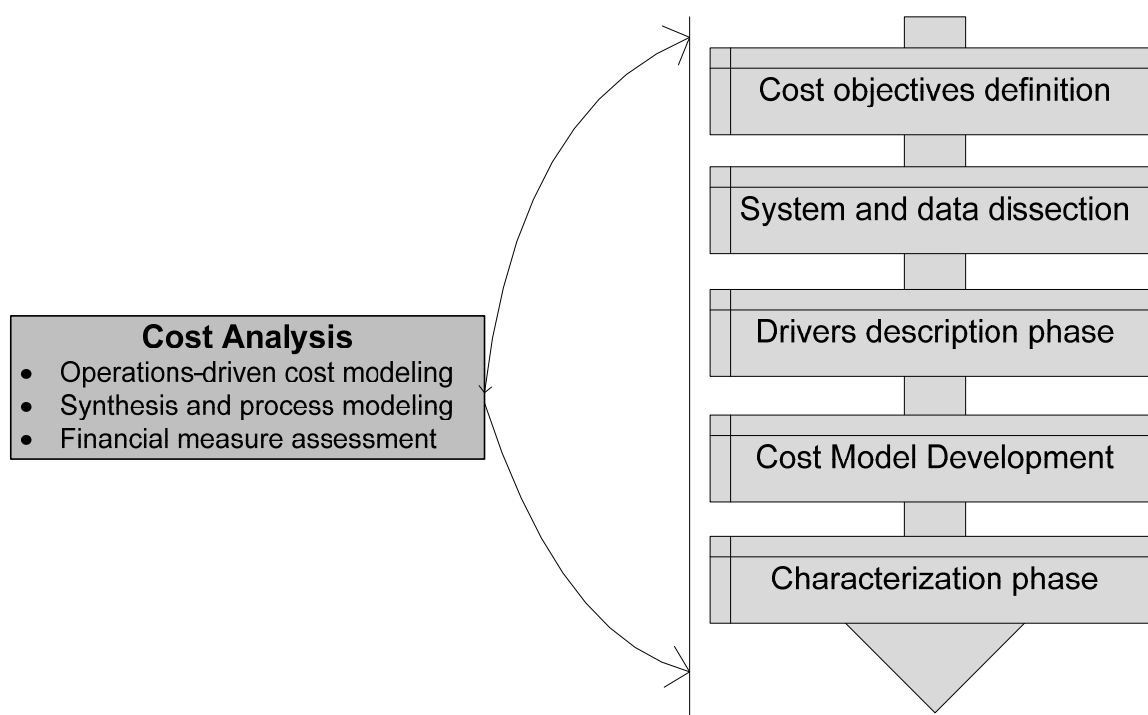 Cost Analysis
• Operations-driven cost modeling
• Synthesis and process modeling
• Financial measure assessment
Cost objectives definition
System and data dissection
Drivers description phase
Cost Model Development
Characterization phase